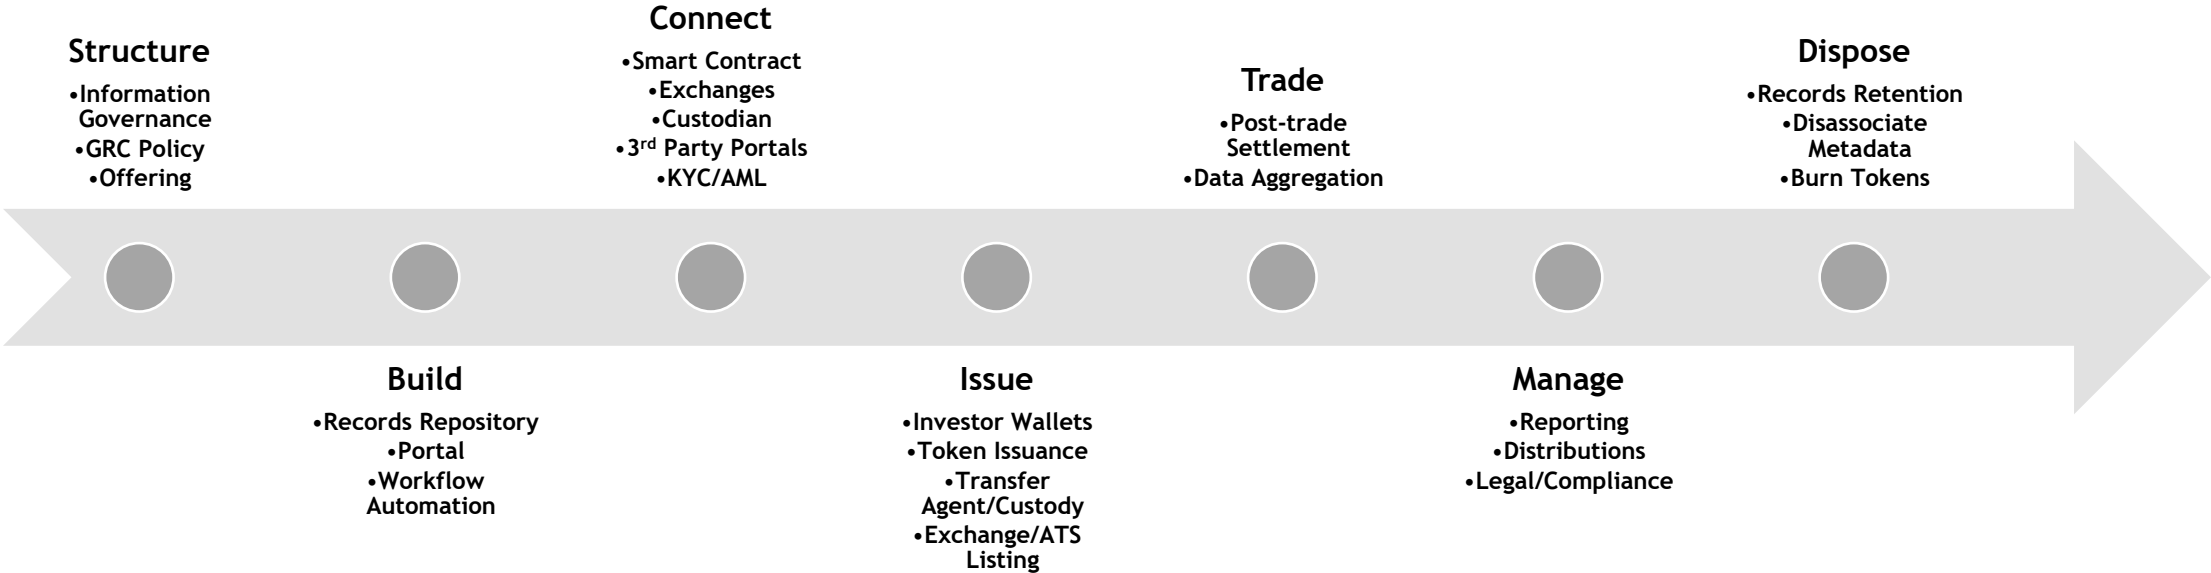 Structure
•Information
Governance
•GRC Policy
•Offering
Build
•Records Repository
•Portal
•Workflow
Automation
Connect
•Smart Contract
•Exchanges
•Custodian
•3rd Party Portals
•KYC/AML
Issue
•Investor Wallets
•Token Issuance
•Transfer
Agent/Custody
•Exchange/ATS
Listing
Trade
•Post-trade
Settlement
•Data Aggregation
Manage
•Reporting
•Distributions
•Legal/Compliance
Dispose
•Records Retention
•Disassociate
Metadata
•Burn Tokens